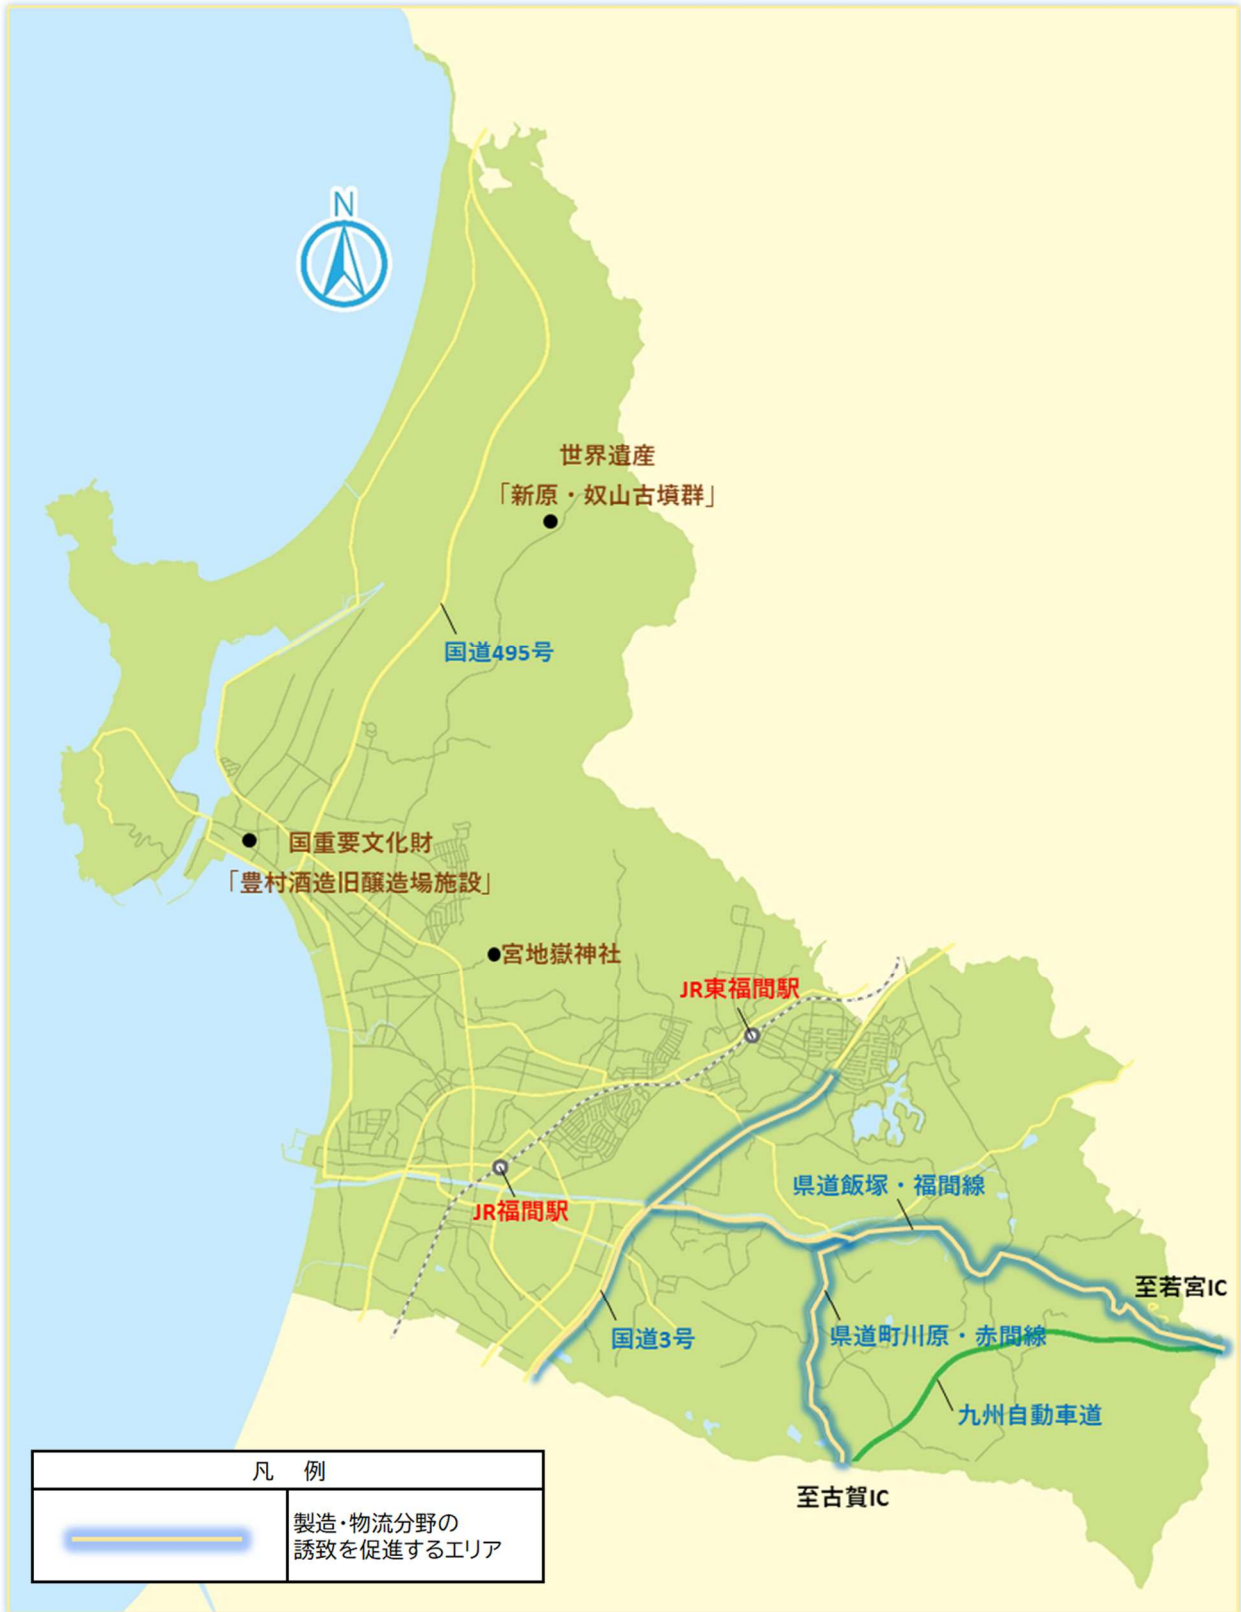 N
世界遺産
「新原・奴山古墳群」
国道495号
国重要文化財
「豊村酒造旧醸造場施設」
宮地嶽神社
JR東福間駅
県道飯塚・福間線
JR福間駅
至若宮IC
国道3号
県道町川原・赤間線
九州自動車道
至古賀IC
凡　例
製造・物流分野の
誘致を促進するエリア